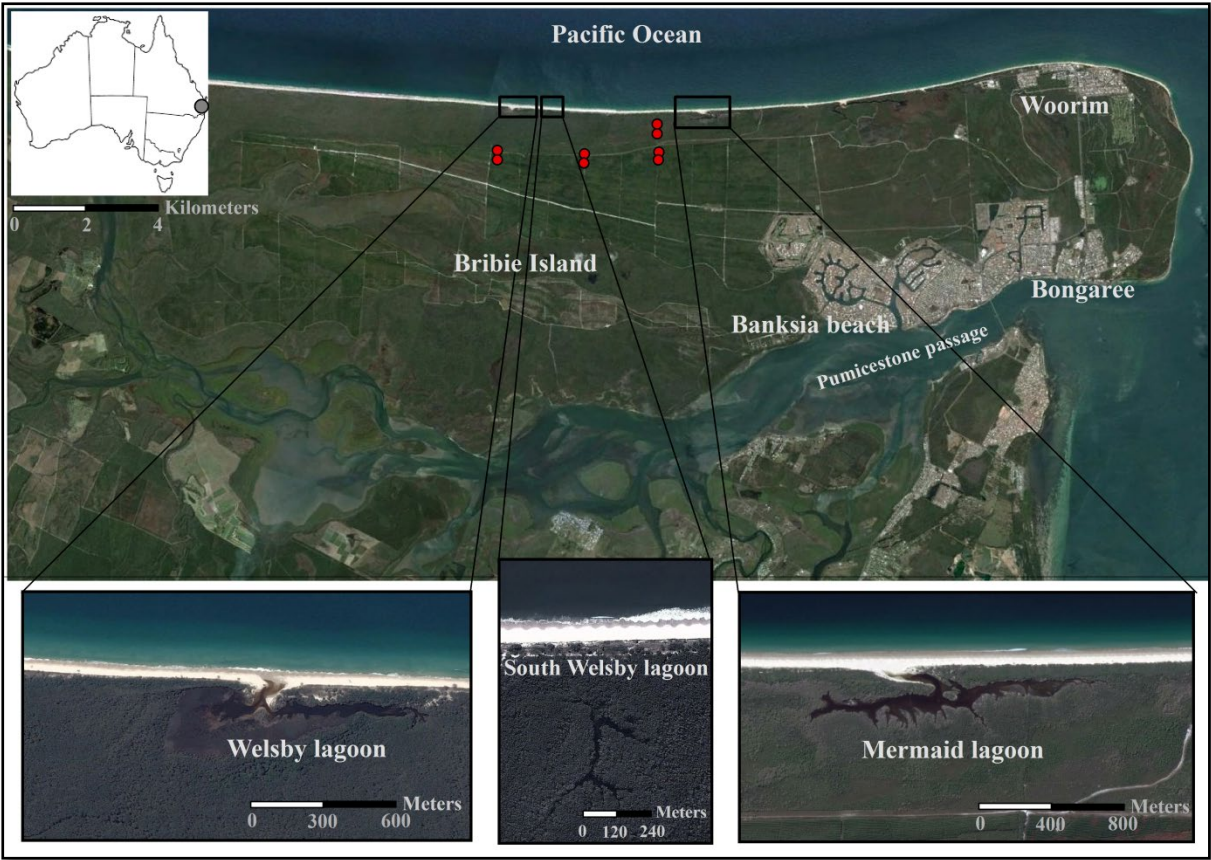 Pacific Ocean
Woorim
Kilometers
0 2 4
Bribie Island
Bongaree
Banksia beach
Pumicestone passage
South Welsby lagoon
Welsby lagoon
Mermaid lagoon
Meters
0 300 600
Meters
0 120 240
Meters
0 400 800